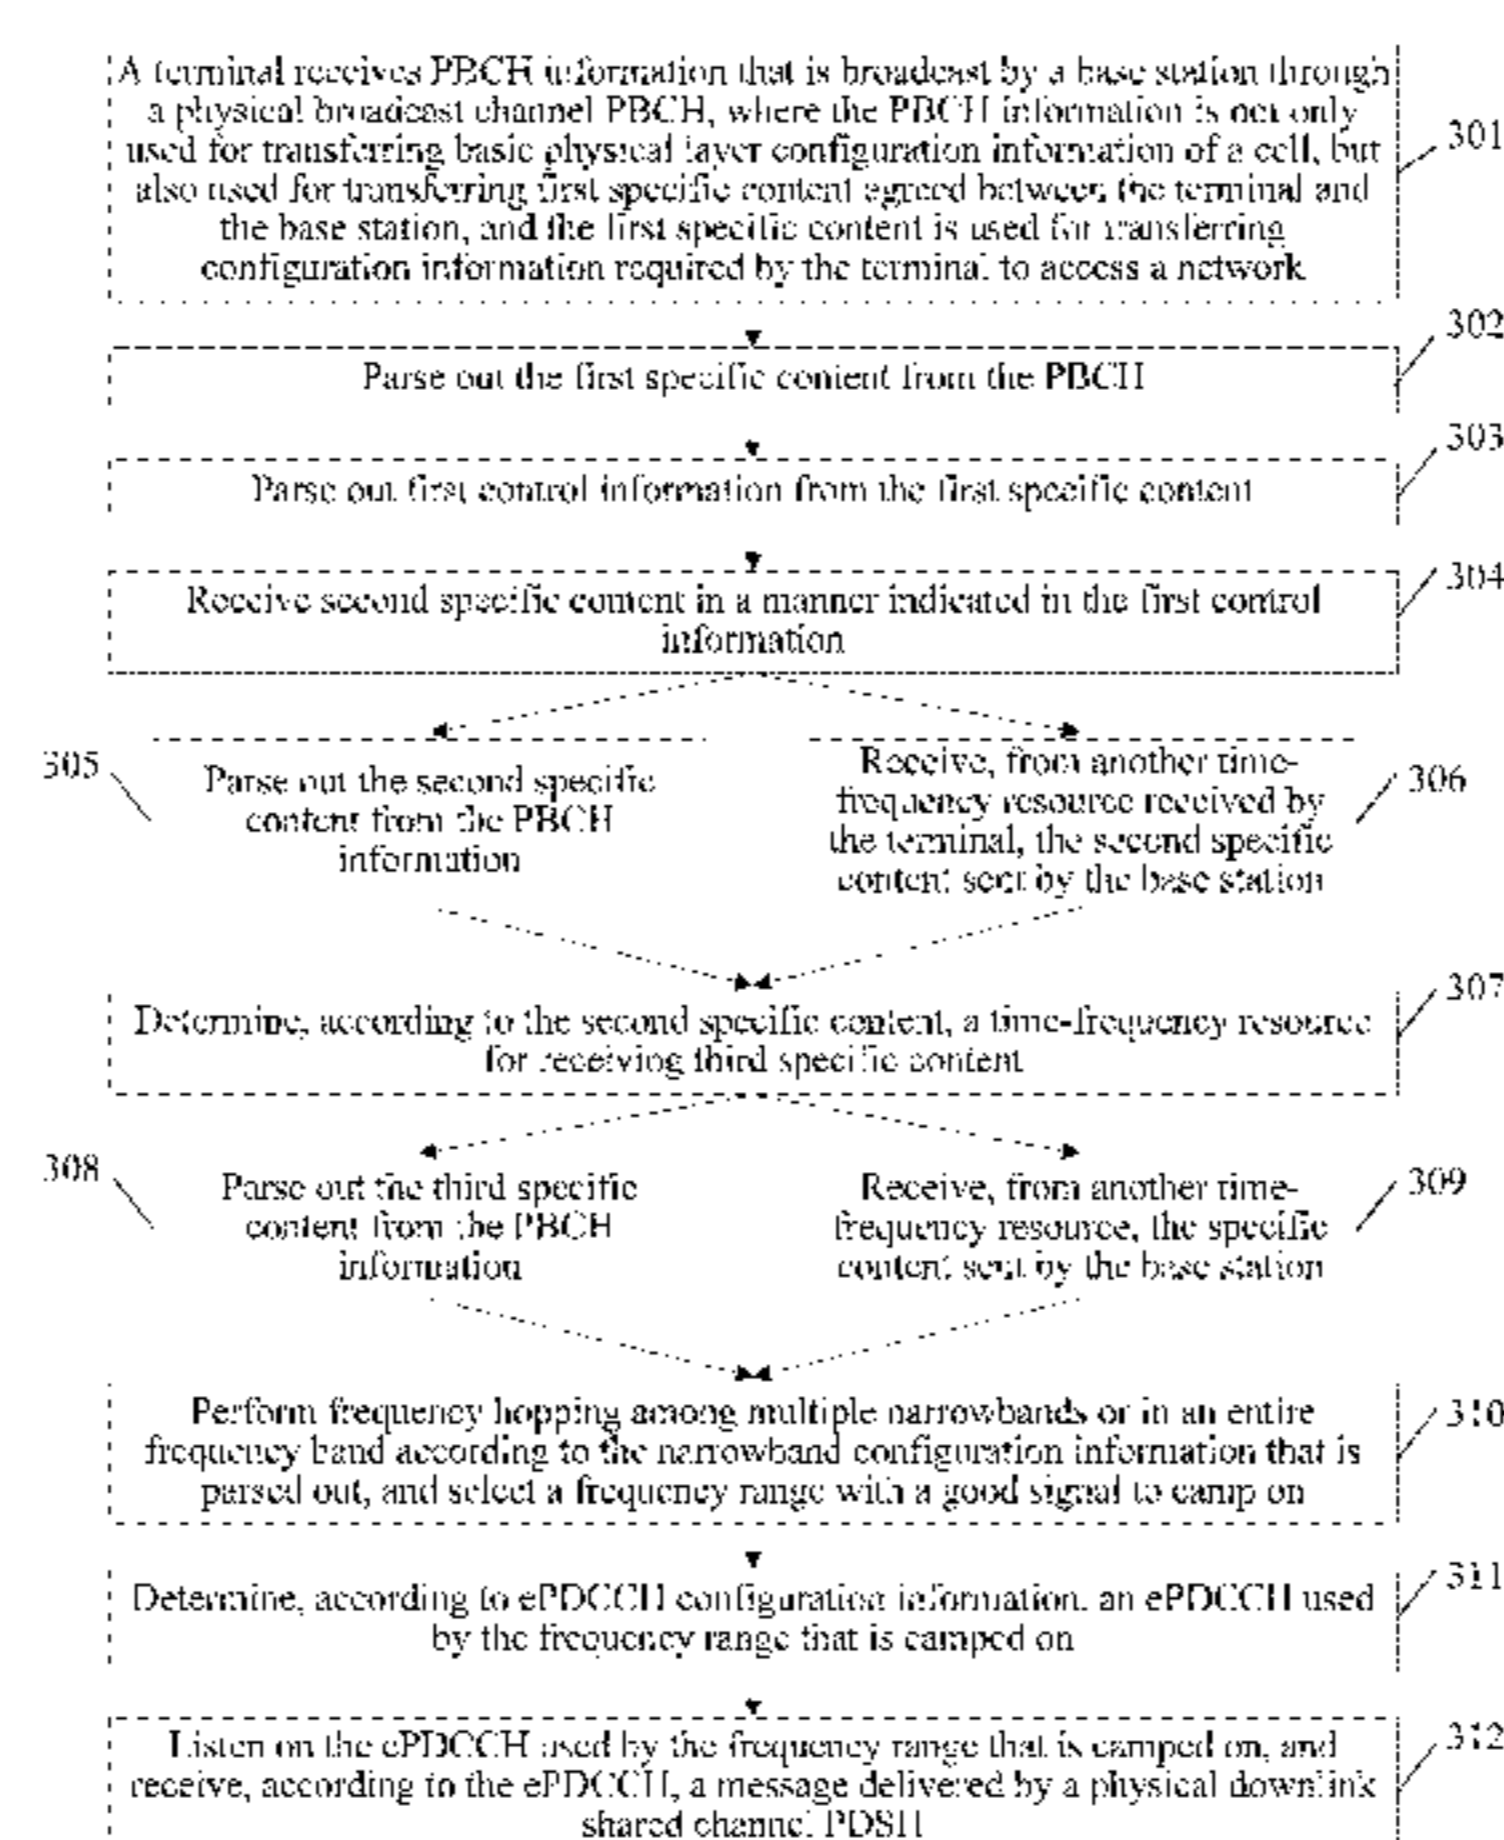 A terminal receives PBCH information that is broadcast by a base station through
a physical broadcast channel PBCH, where the PBCH information is not only
used for transferring basic physical layer configuration information of a cell, but
also used for transferring first specific content agreed between the terminal and
the base station, and the first specific content is used for transferring
configuration information required by the terminal to access a network
301
302
Parse out the first specific content from the PBCH
303
Parse out first control information from the first specific content
304
Receive second specific content in a manner indicated in the first control
information
305
Parse out the second specific
content from the PBCH
information
Receive, from another time-
frequency resource received by
the terminal, the second specific
content sent by the base station
306
307
Determine, according to the second specific content, a time-frequency resource
for receiving third specific content
308
Parse out the third specific
content from the PBCH
information
Receive, from another time-
frequency resource, the specific
content sent by the base station
309
Perform frequency hopping among multiple narrowbands or in an entire
frequency band according to the narrowband configuration information that is
parsed out, and select a frequency range with a good signal to camp on
310
311
Determine, according to ePDCCH configuration information, an ePDCCH used
by the frequency range that is camped on
312
Listen on the ePDCCH used by the frequency range that is camped on, and
receive, according to the ePDCCH, a message delivered by a physical downlink
shared channel PDSH